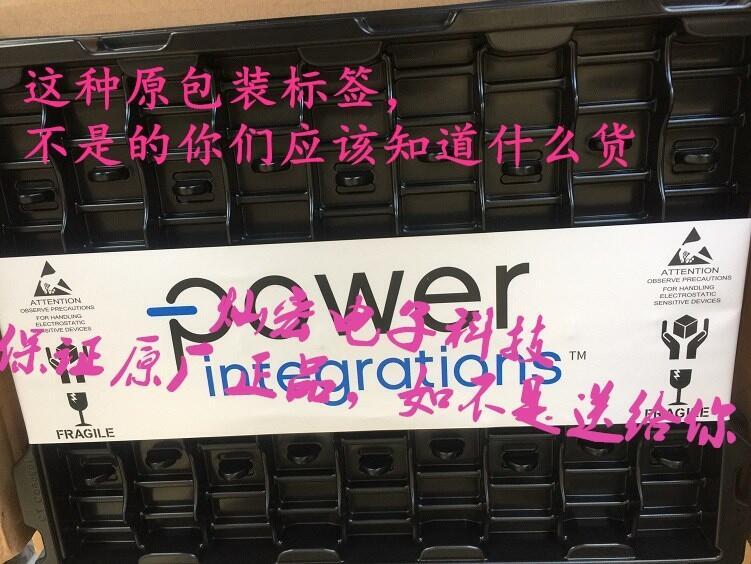 这种原包装标签，
不是的你们应该知道什么货
ATTENTION
OBSERVE PRECAUTIONS
FOR HANDLING
ELECTROSTATIC
SENSITIVE DEVICES
FRAGILE
power
integrations™
ATTENTION
OBSERVE PRECAUTIONS
FOR HANDLING
ELECTROSTATIC
SENSITIVE DEVICES
FRAGILE
灿宏电子科技
保证原厂正品，如不是送给你